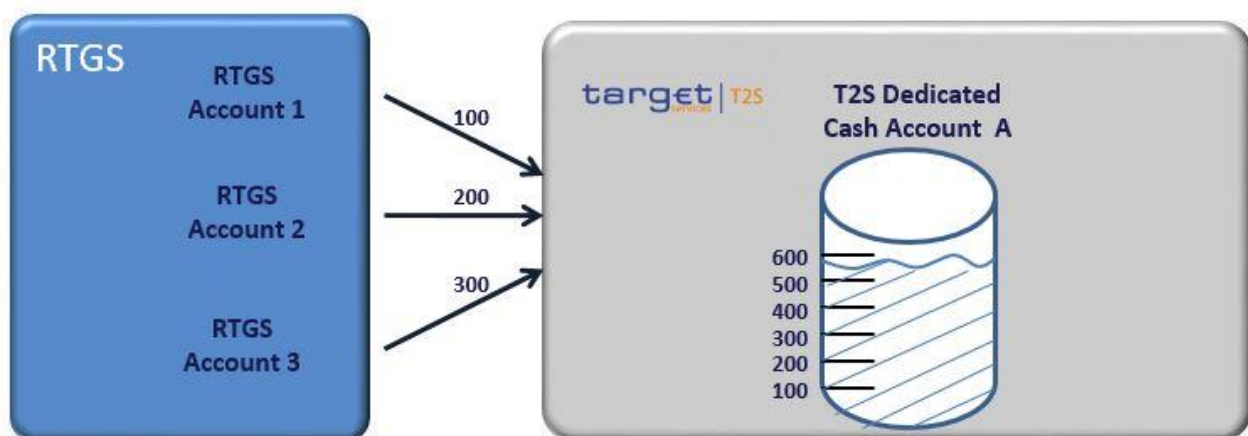 RTGS
RTGS
Account 1
RTGS
Account 2
RTGS
Account 3
100
200
300
target | T2S
services
T2S Dedicated
Cash Account A
600
500
400
300
200
100